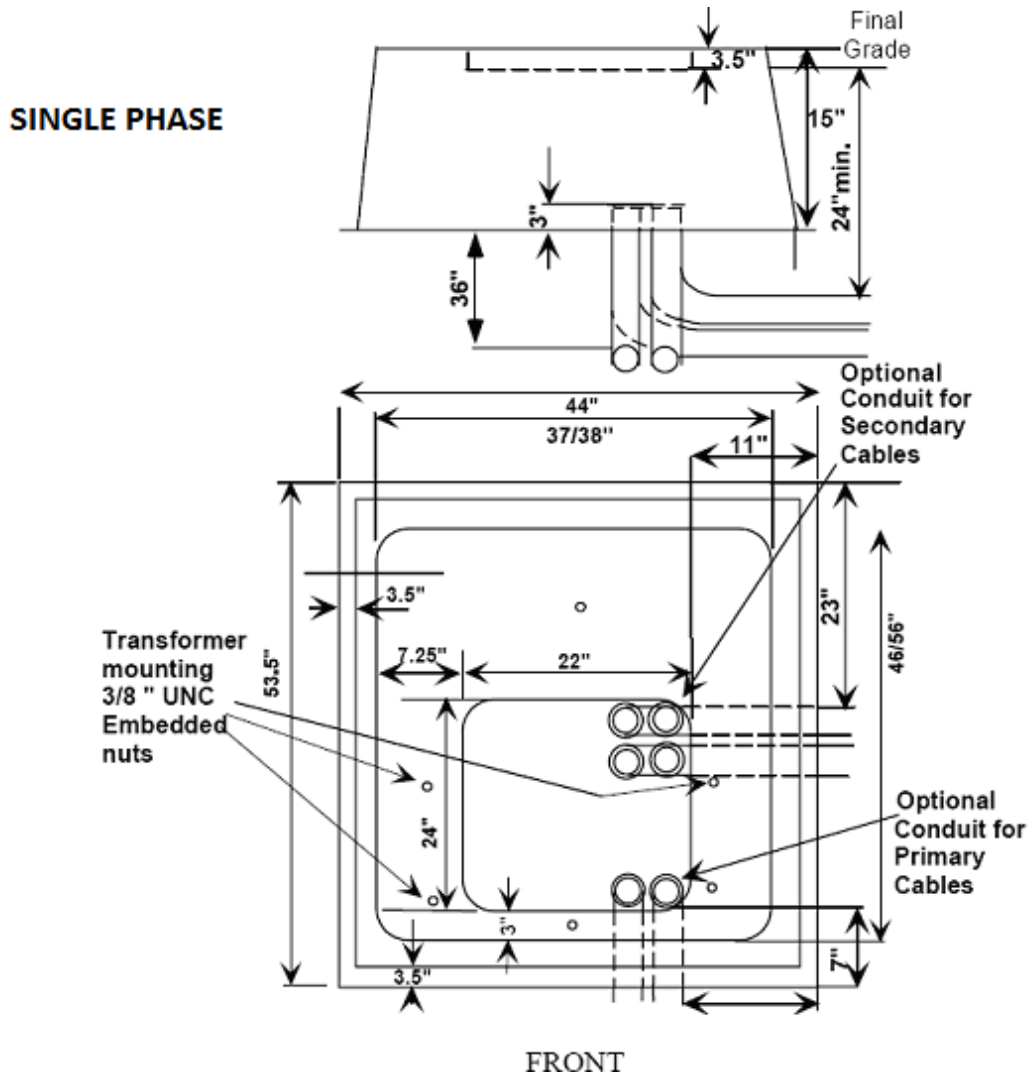 Final
Grade
3.5"
SINGLE PHASE
15"
24"min.
3"
36"
Optional
Conduit for
Secondary
Cables
44"
37/38"
11"
23"
46/56"
3.5"
Transformer
mounting
3/8 " UNC
Embedded
nuts
53.5"
7.25"
22"
24"
Optional
Conduit for
Primary
Cables
3"
7"
3.5"
FRONT